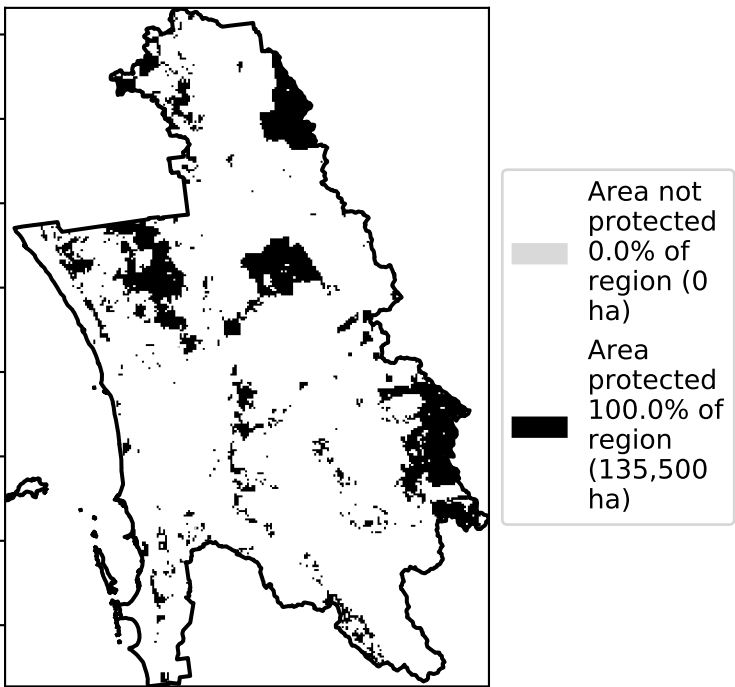 Area not
protected
0.0% of
region (0
ha)
Area
protected
100.0% of
region
(135,500
ha)